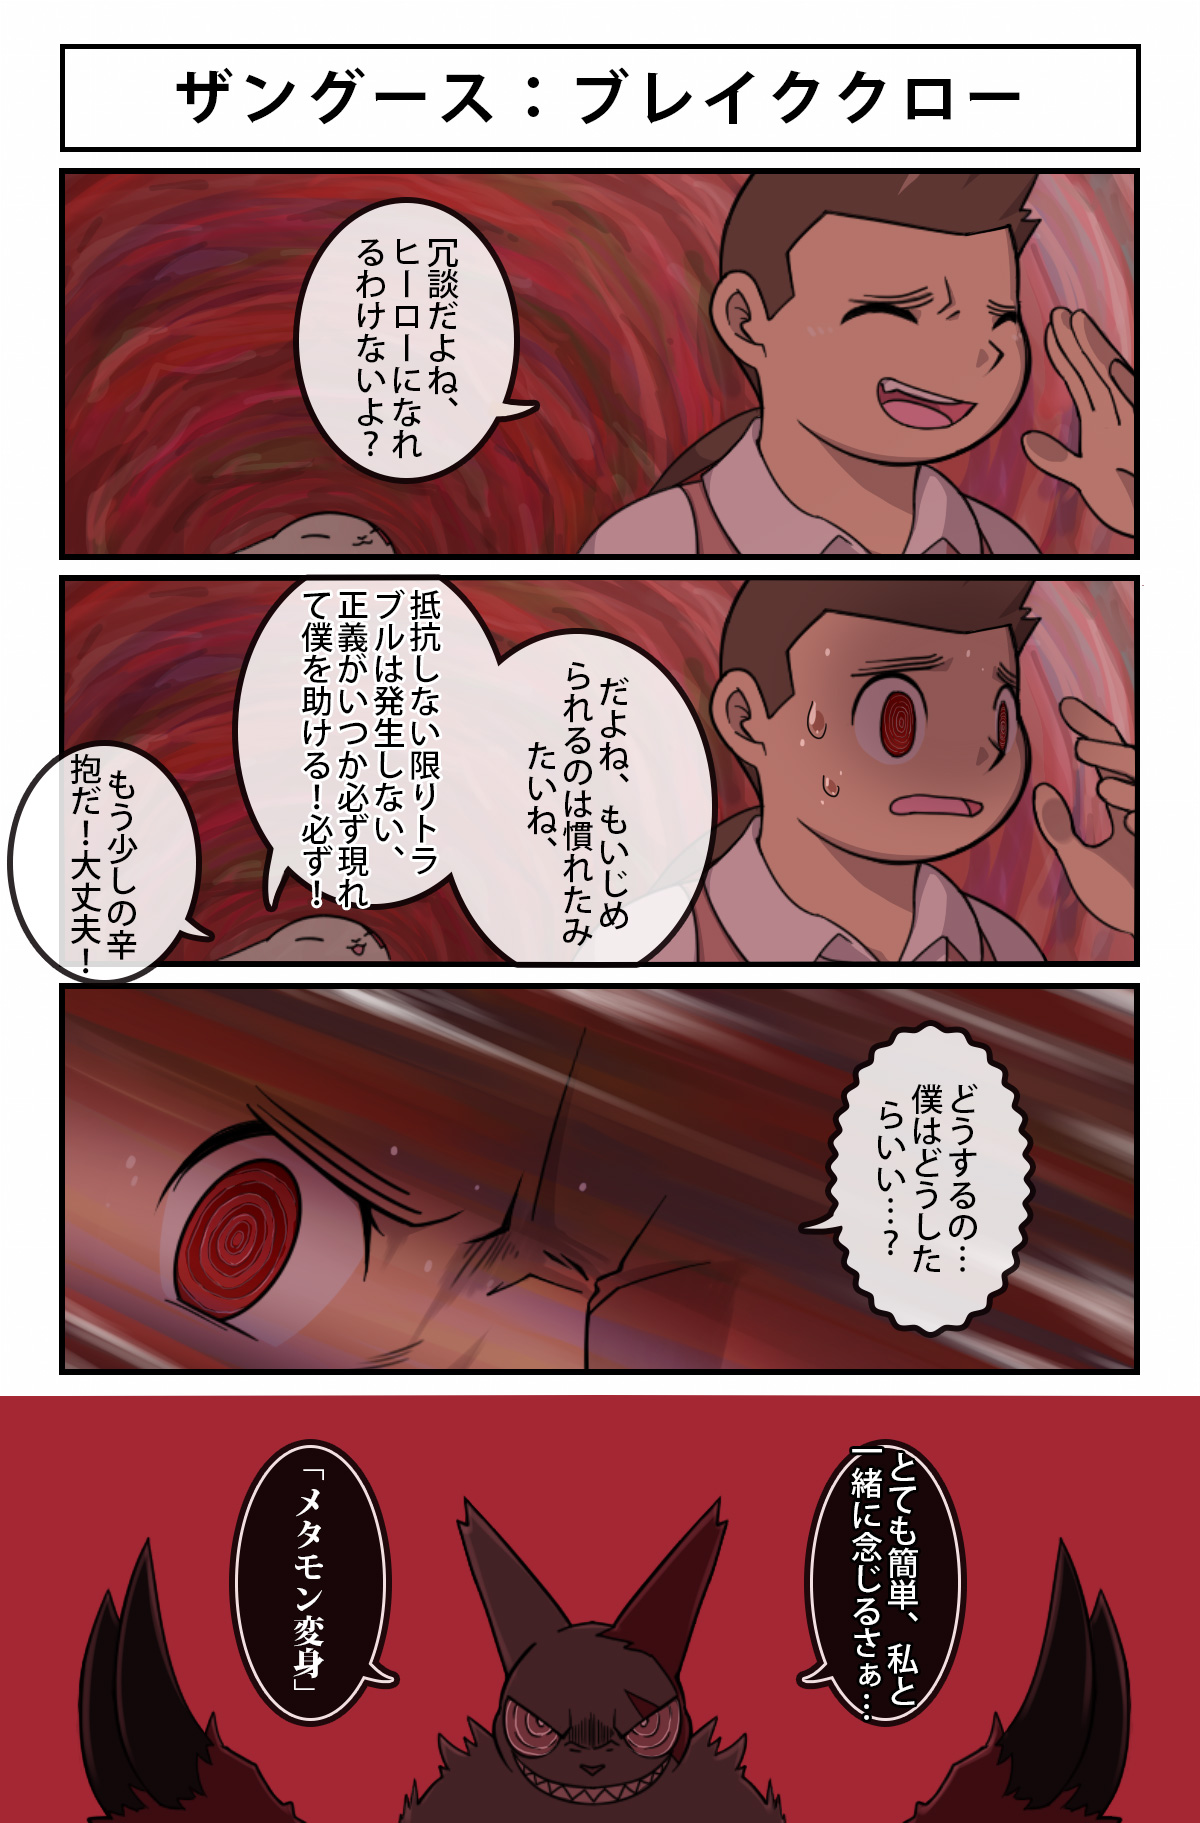 ザングース：ブレイククロー
冗談だよね、
ヒーローになれ
るわけないよ？
だよね、もいじめ
られるのは慣れたみ
たいね、
抵抗しない限りトラ
ブルは発生しない、
正義がいつか必ず現れ
て僕を助ける！必ず！
もう少しの辛
抱だ！大丈夫！
どうするの…
僕はどうした
らいい…？
とても簡単、私と
一緒に念じるさぁ…
「メタモン変身」